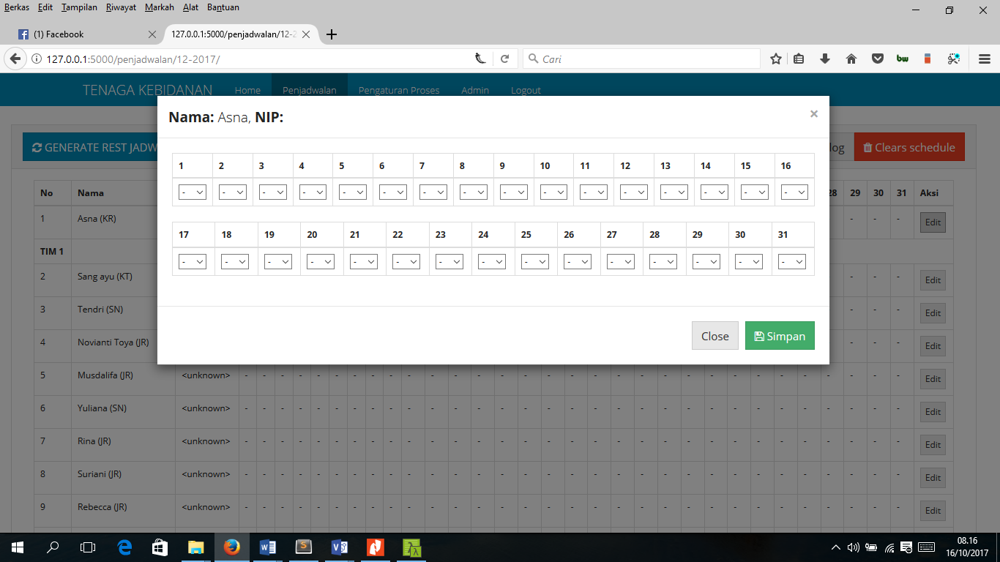 Berkas Edit Tampilan Riwayat Markah Alat Bantuan
(1) Facebook 127.0.0.1:5000/penjadwalan/12-2
127.0.0.1:5000/penjadwalan/12-2017/ Cari
TENAGA KEBIDANAN Home Penjadwalan Pengaturan Proses Admin Logout
Nama: Asna, NIP: ×
GENERATE REST JADW log Clears schedule
1 2 3 4 5 6 7 8 9 10 11 12 13 14 15 16
- - - - - - - - - - - - - - - -
17 18 19 20 21 22 23 24 25 26 27 28 29 30 31
- - - - - - - - - - - - - - -
Close Simpan
No Nama 28 29 30 31 Aksi
1 Asna (KR) - - - Edit
TIM 1
2 Sang ayu (KT) - - - Edit
3 Tendri (SN) - - - Edit
4 Novianti Toya (JR) - - - Edit
5 Musdalifa (JR) <unknown> - - - - - - - - - - - - - - - - - - - - - - - - - - - - - - - Edit
6 Yuliana (SN) <unknown> - - - - - - - - - - - - - - - - - - - - - - - - - - - - - - - Edit
7 Rina (JR) <unknown> - - - - - - - - - - - - - - - - - - - - - - - - - - - - - - - Edit
8 Suriani (JR) <unknown> - - - - - - - - - - - - - - - - - - - - - - - - - - - - - - - Edit
9 Rebecca (JR) <unknown> - - - - - - - - - - - - - - - - - - - - - - - - - - - - - - - Edit
08.16
16/10/2017